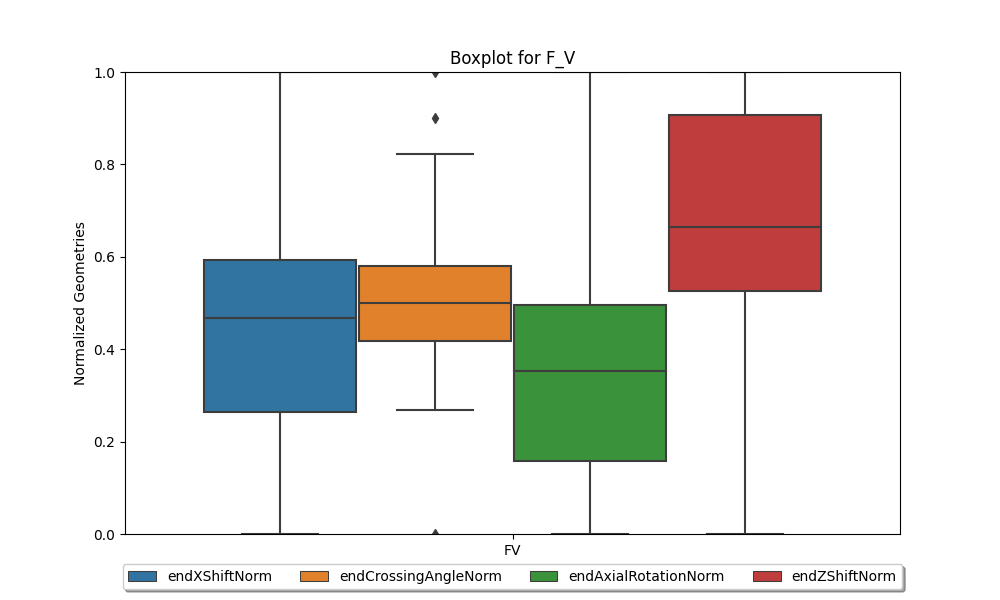 Boxplot for F_V
Normalized Geometries
1.0
0.8
0.6
0.4
0.2
0.0
FV
endXShiftNorm endCrossingAngleNorm endAxialRotationNorm endZShiftNorm